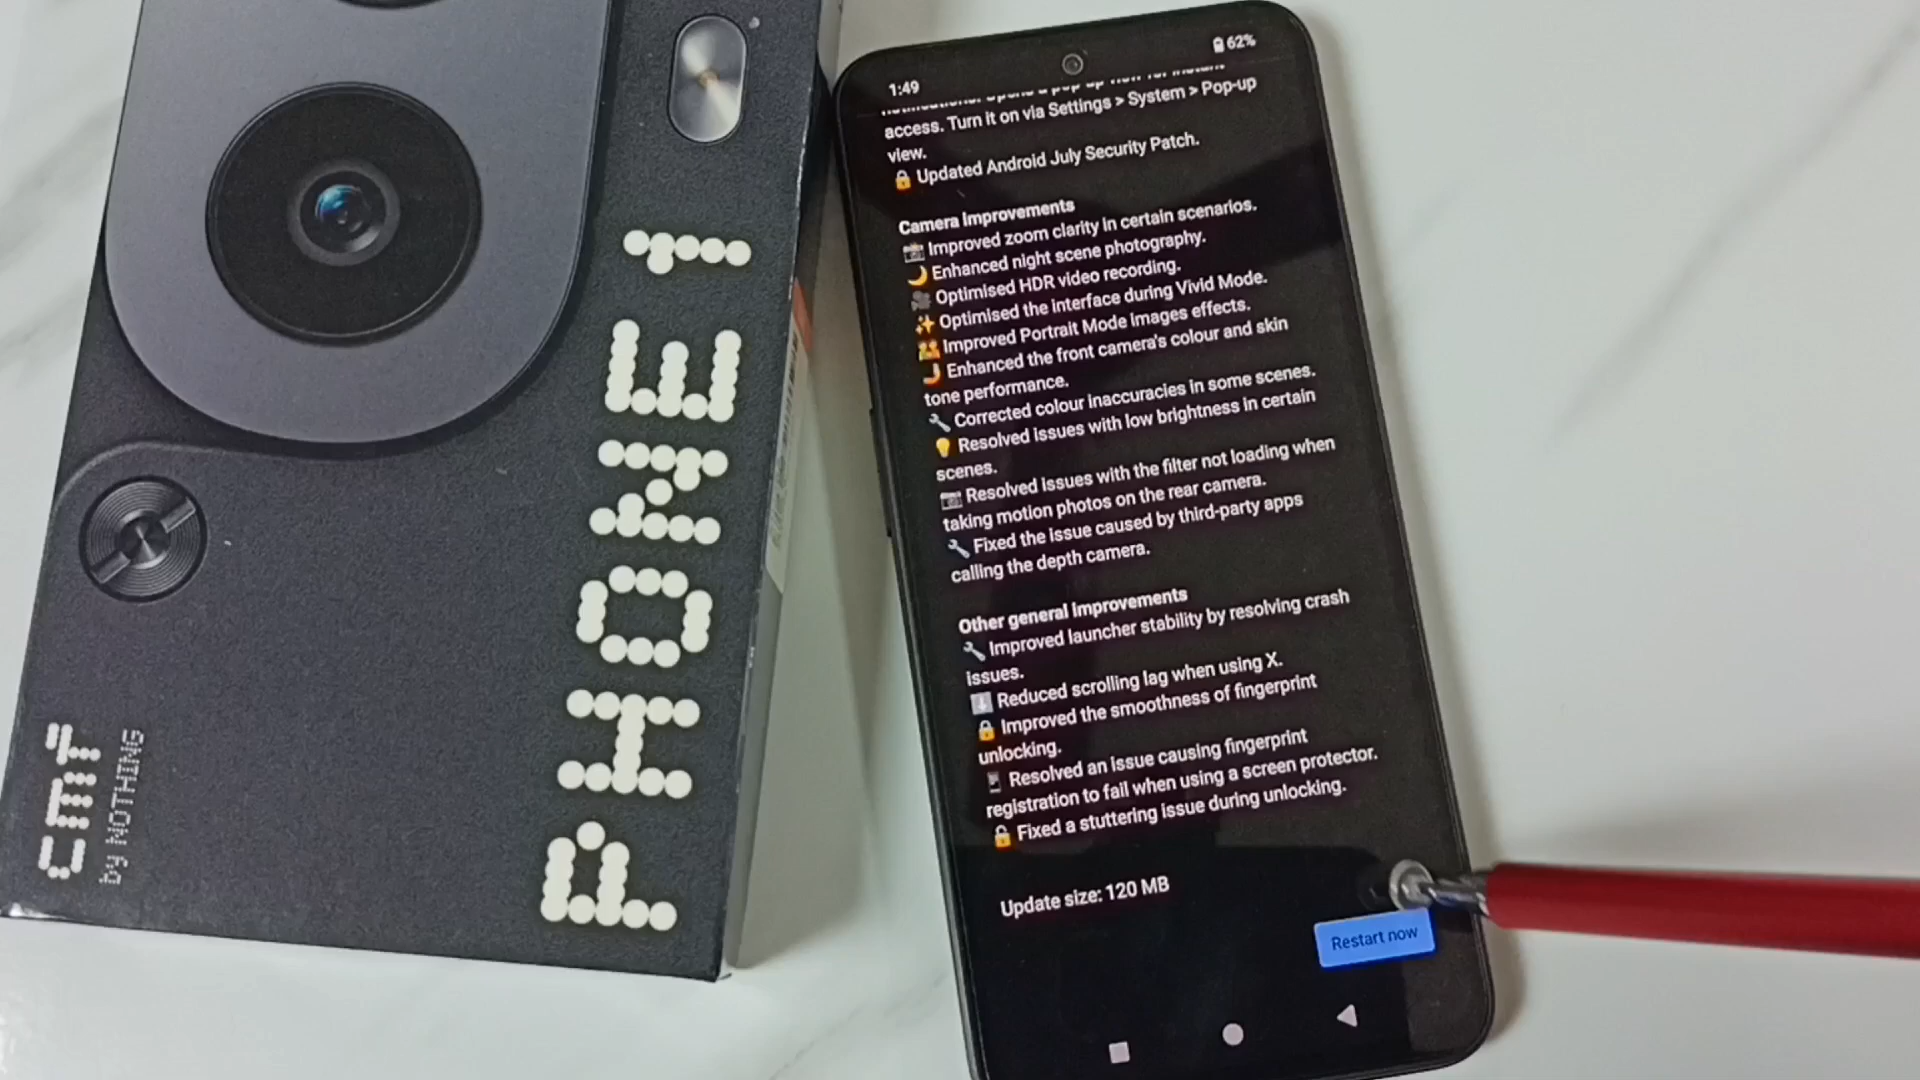 PHONE 1
cmf
by NOTHING
1:49
62%
access. Turn it on via Settings > System > Pop-up
view.
🔒 Updated Android July Security Patch.
Camera Improvements
📸 Improved zoom clarity in certain scenarios.
🌙 Enhanced night scene photography.
🎥 Optimised HDR video recording.
✨ Optimised the interface during Vivid Mode.
👥 Improved Portrait Mode images effects.
🤳 Enhanced the front camera's colour and skin
tone performance.
🔧 Corrected colour inaccuracies in some scenes.
💡 Resolved issues with low brightness in certain
scenes.
📷 Resolved issues with the filter not loading when
taking motion photos on the rear camera.
🔧 Fixed the issue caused by third-party apps
calling the depth camera.
Other general improvements
🔧 Improved launcher stability by resolving crash
issues.
⬇️ Reduced scrolling lag when using X.
🔒 Improved the smoothness of fingerprint
unlocking.
📱 Resolved an issue causing fingerprint
registration to fail when using a screen protector.
🔓 Fixed a stuttering issue during unlocking.
Update size: 120 MB
Restart now